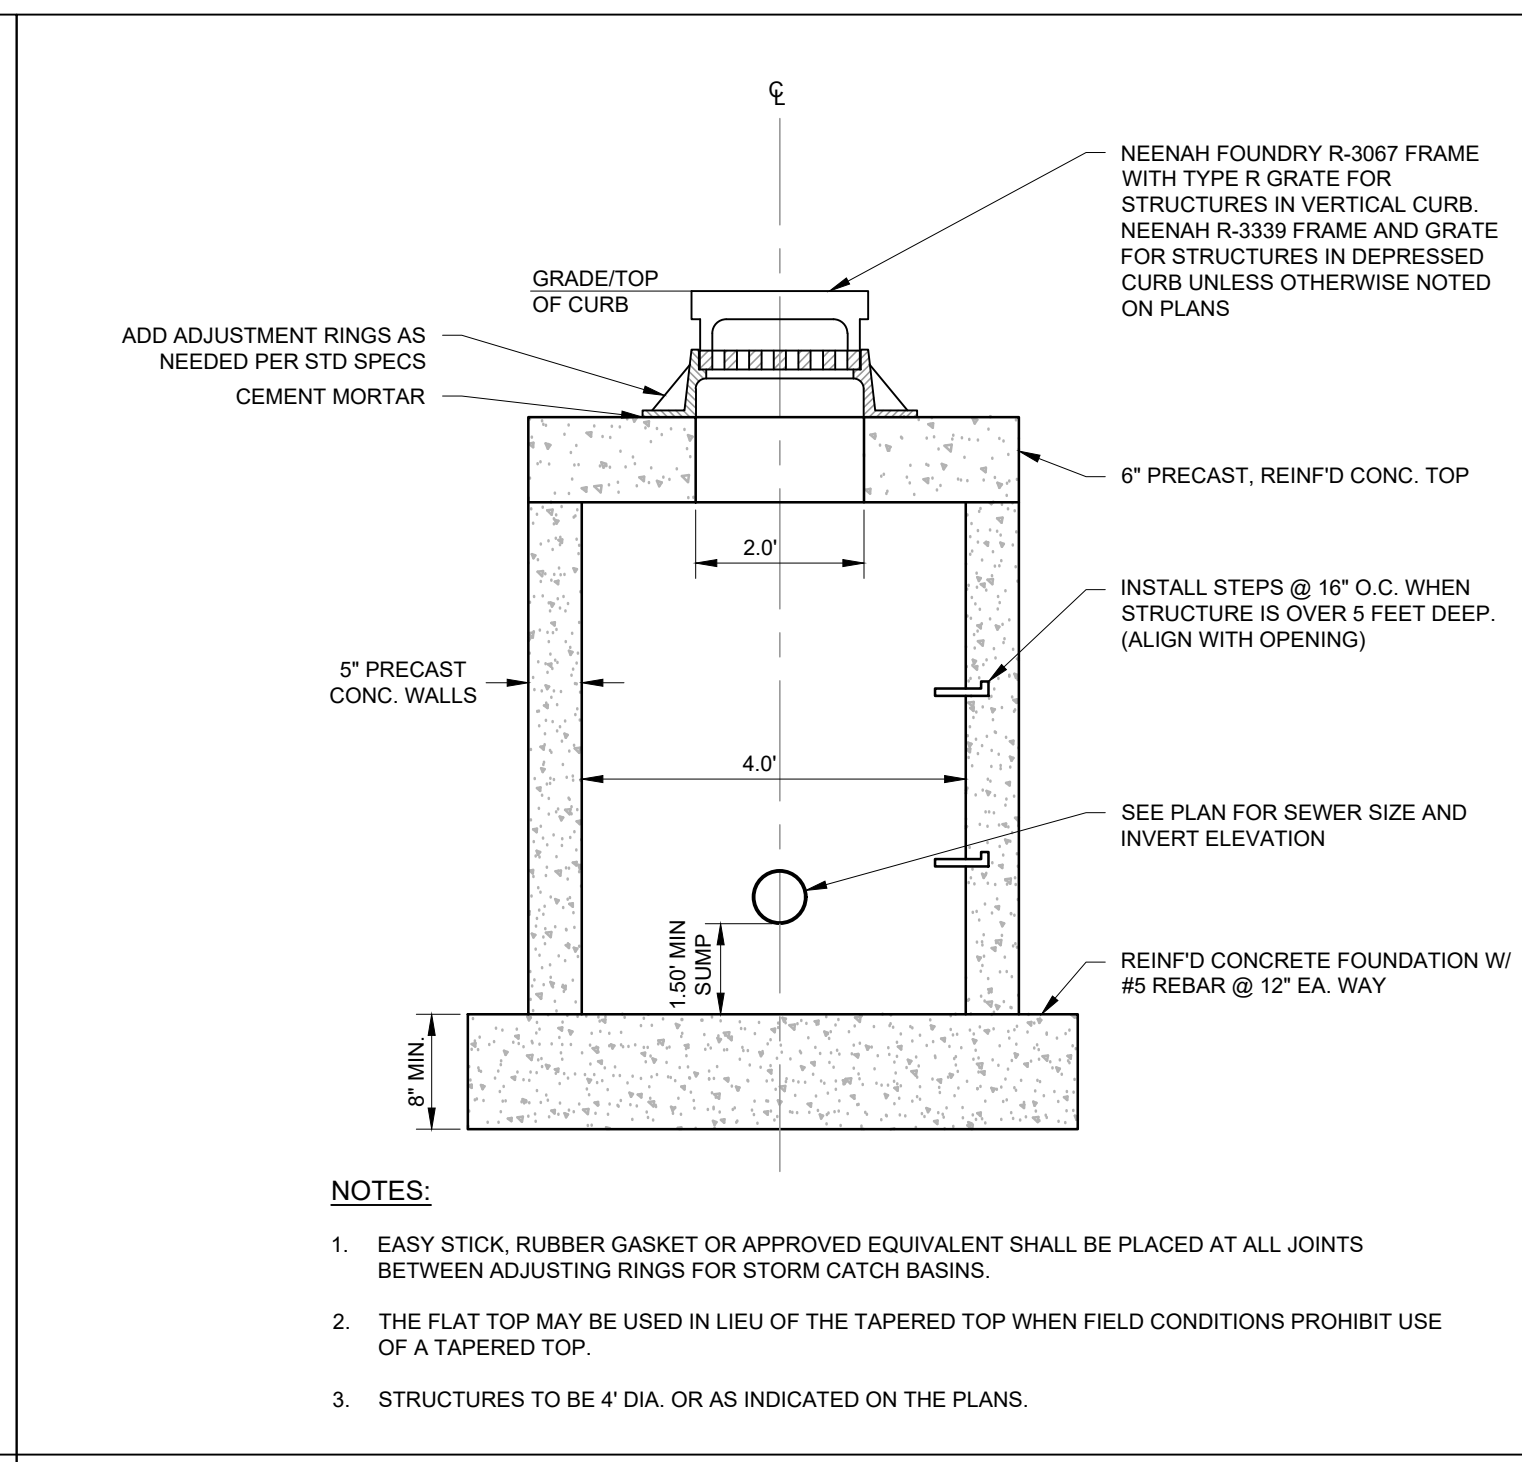 ℄
NEENAH FOUNDRY R-3067 FRAME
WITH TYPE R GRATE FOR
STRUCTURES IN VERTICAL CURB.
NEENAH R-3339 FRAME AND GRATE
FOR STRUCTURES IN DEPRESSED
CURB UNLESS OTHERWISE NOTED
ON PLANS
GRADE/TOP
OF CURB
ADD ADJUSTMENT RINGS AS
NEEDED PER STD SPECS
CEMENT MORTAR
6" PRECAST, REINF'D CONC. TOP
2.0'
INSTALL STEPS @ 16" O.C. WHEN
STRUCTURE IS OVER 5 FEET DEEP.
(ALIGN WITH OPENING)
5" PRECAST
CONC. WALLS
4.0'
SEE PLAN FOR SEWER SIZE AND
INVERT ELEVATION
1.50' MIN
SUMP
REINF'D CONCRETE FOUNDATION W/
#5 REBAR @ 12" EA. WAY
8" MIN.
NOTES:
1. EASY STICK, RUBBER GASKET OR APPROVED EQUIVALENT SHALL BE PLACED AT ALL JOINTS
BETWEEN ADJUSTING RINGS FOR STORM CATCH BASINS.
2. THE FLAT TOP MAY BE USED IN LIEU OF THE TAPERED TOP WHEN FIELD CONDITIONS PROHIBIT USE
OF A TAPERED TOP.
3. STRUCTURES TO BE 4' DIA. OR AS INDICATED ON THE PLANS.